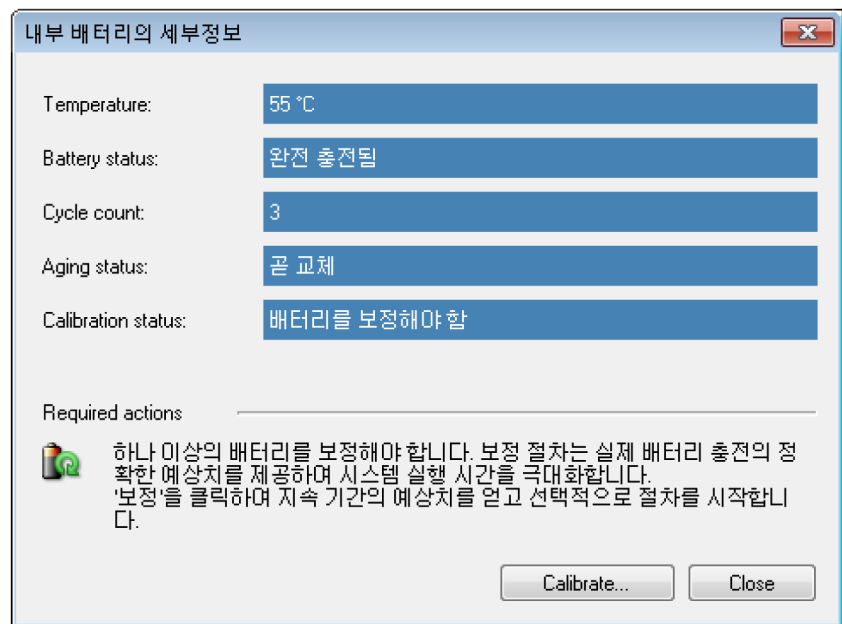 내부 배터리의 세부정보
Temperature: 55 °C
Battery status: 완전 충전됨
Cycle count: 3
Aging status: 곧 교체
Calibration status: 배터리를 보정해야 함
Required actions
하나 이상의 배터리를 보정해야 합니다. 보정 절차는 실제 배터리 충전의 정
확한 예상치를 제공하며 시스템 실행 시간을 극대화합니다.
'보정'을 클릭하며 지속 기간의 예상치를 얻고 선택적으로 절차를 시작합니
다.
Calibrate... Close